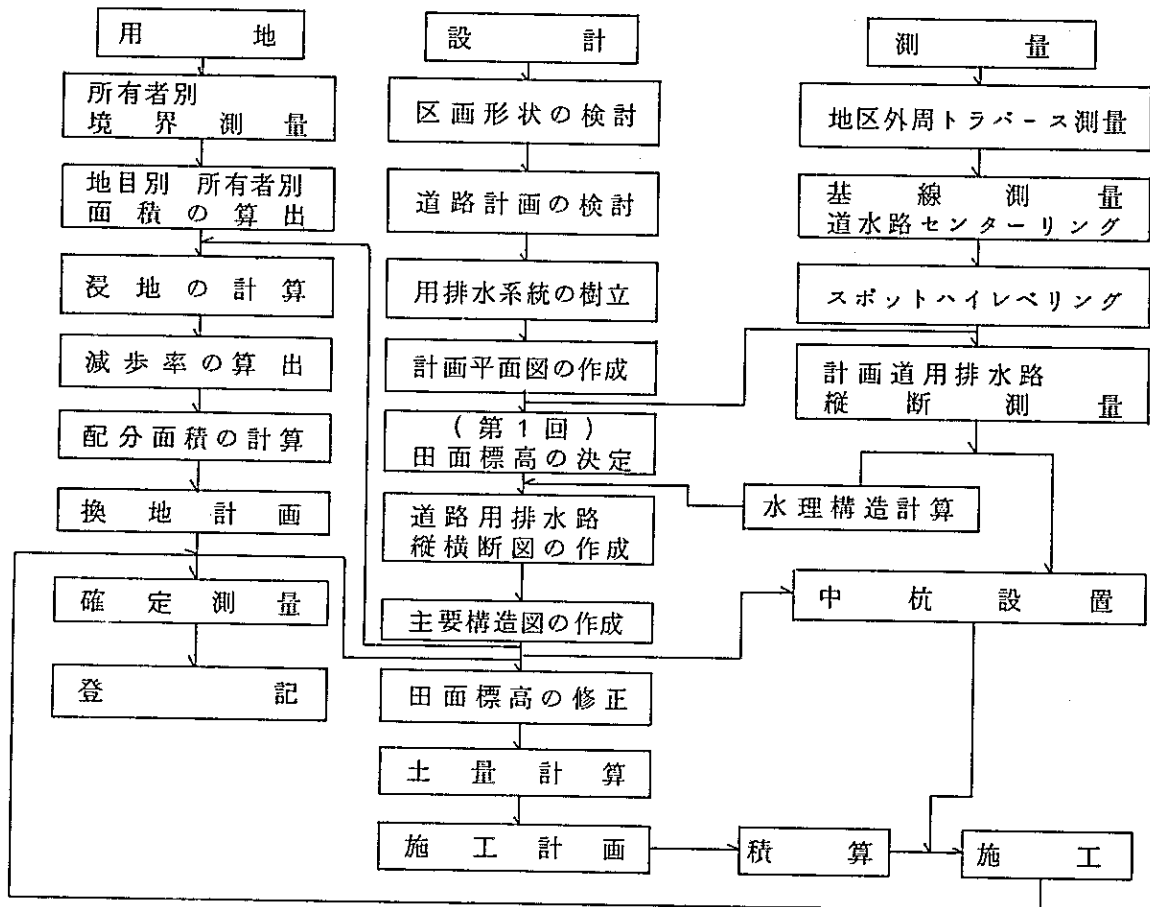 用地
所有者別
境界測量
地目別 所有者別
面積の算出
浸地の計算
減歩率の算出
配分面積の計算
換地計画
確定測量
登記
設計
区画形状の検討
道路計画の検討
用排水系統の樹立
計画平面図の作成
(第1回)
田面標高の決定
道路用排水路
縦横断図の作成
主要構造図の作成
田面標高の修正
土量計算
施工計画
測量
地区外周トラバース測量
基線測量
道水路センターリング
スポットハイレベリング
計画道用排水路
縦断測量
水理構造計算
中杭設置
積算
施工